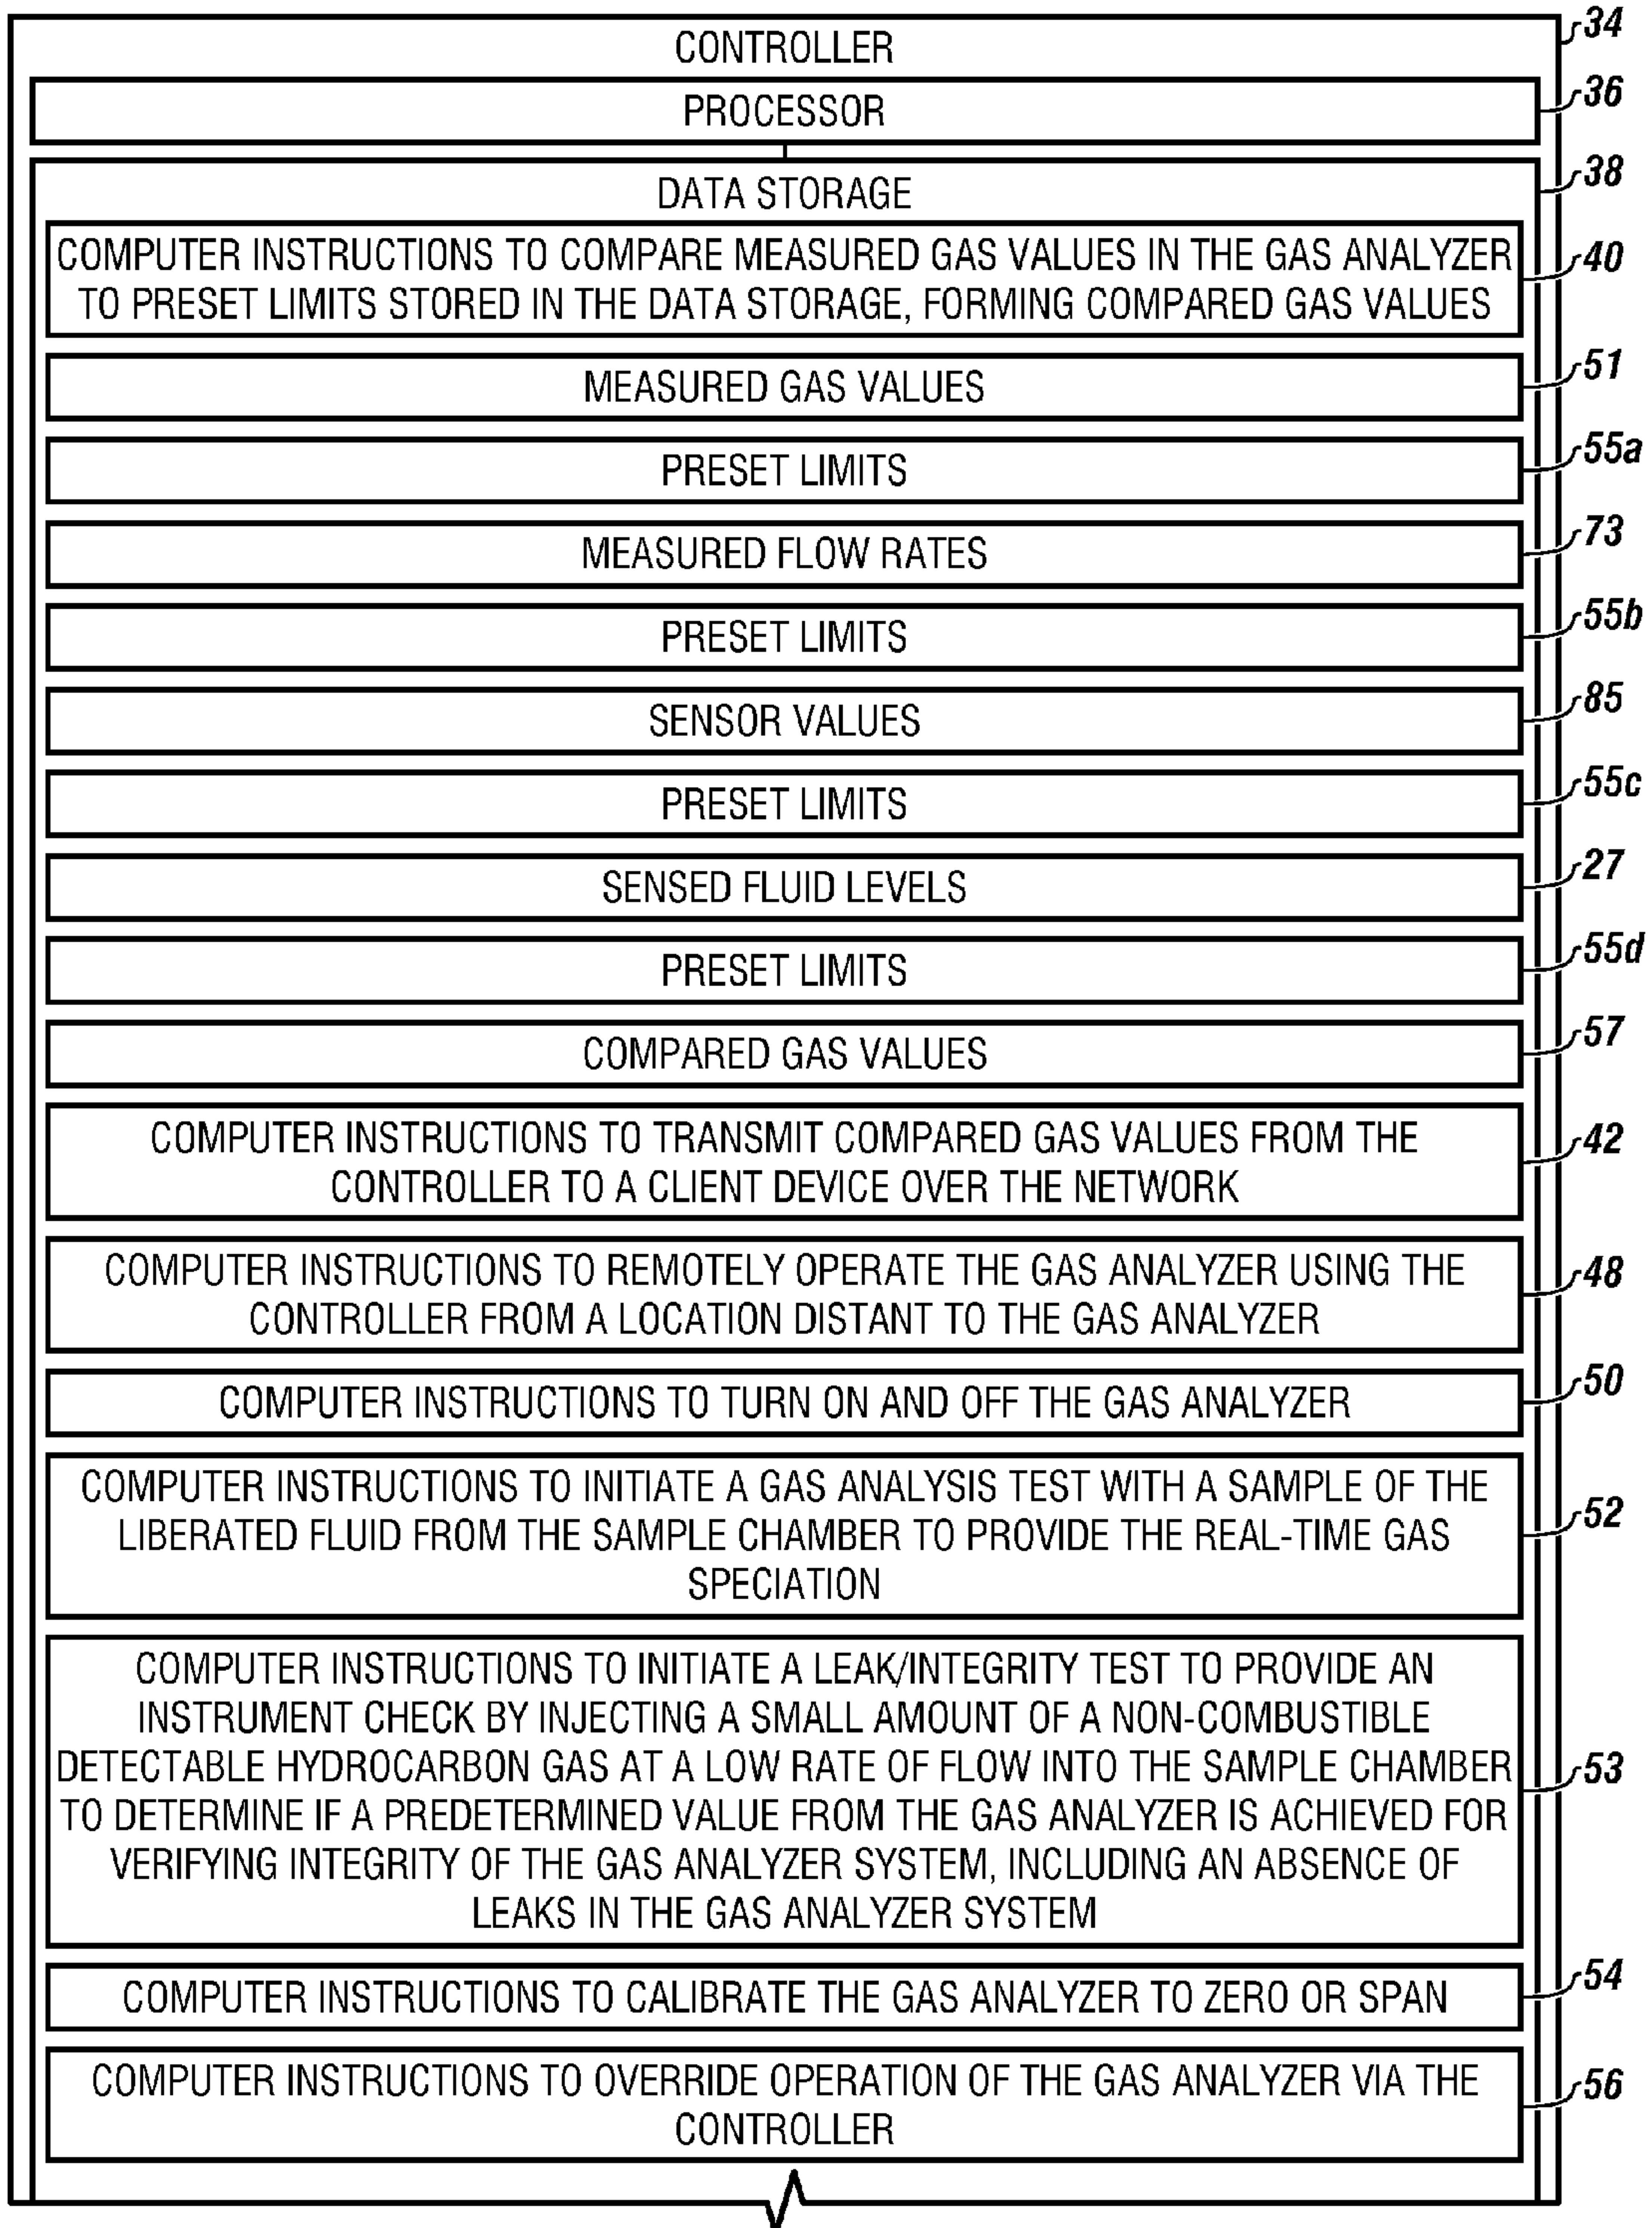 CONTROLLER
34
PROCESSOR
36
DATA STORAGE
38
COMPUTER INSTRUCTIONS TO COMPARE MEASURED GAS VALUES IN THE GAS ANALYZER
TO PRESET LIMITS STORED IN THE DATA STORAGE, FORMING COMPARED GAS VALUES
40
MEASURED GAS VALUES
51
PRESET LIMITS
55a
MEASURED FLOW RATES
73
PRESET LIMITS
55b
SENSOR VALUES
85
PRESET LIMITS
55c
SENSED FLUID LEVELS
27
PRESET LIMITS
55d
COMPARED GAS VALUES
57
COMPUTER INSTRUCTIONS TO TRANSMIT COMPARED GAS VALUES FROM THE
CONTROLLER TO A CLIENT DEVICE OVER THE NETWORK
42
COMPUTER INSTRUCTIONS TO REMOTELY OPERATE THE GAS ANALYZER USING THE
CONTROLLER FROM A LOCATION DISTANT TO THE GAS ANALYZER
48
COMPUTER INSTRUCTIONS TO TURN ON AND OFF THE GAS ANALYZER
50
COMPUTER INSTRUCTIONS TO INITIATE A GAS ANALYSIS TEST WITH A SAMPLE OF THE
LIBERATED FLUID FROM THE SAMPLE CHAMBER TO PROVIDE THE REAL-TIME GAS
SPECIATION
52
COMPUTER INSTRUCTIONS TO INITIATE A LEAK/INTEGRITY TEST TO PROVIDE AN
INSTRUMENT CHECK BY INJECTING A SMALL AMOUNT OF A NON-COMBUSTIBLE
DETECTABLE HYDROCARBON GAS AT A LOW RATE OF FLOW INTO THE SAMPLE CHAMBER
TO DETERMINE IF A PREDETERMINED VALUE FROM THE GAS ANALYZER IS ACHIEVED FOR
VERIFYING INTEGRITY OF THE GAS ANALYZER SYSTEM, INCLUDING AN ABSENCE OF
LEAKS IN THE GAS ANALYZER SYSTEM
53
COMPUTER INSTRUCTIONS TO CALIBRATE THE GAS ANALYZER TO ZERO OR SPAN
54
COMPUTER INSTRUCTIONS TO OVERRIDE OPERATION OF THE GAS ANALYZER VIA THE
CONTROLLER
56